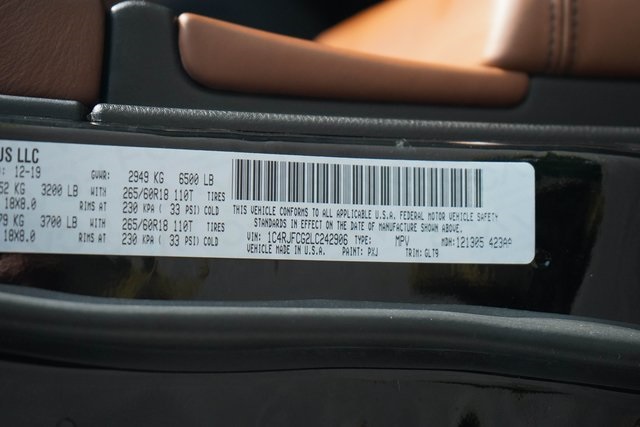 US LLC
12-19 GVWR: 2949 KG 6500 LB
52 KG 3200 LB WITH 265/60R18 110T TIRES
18X8.0 RIMS AT 230 KPA ( 33 PSI) COLD
79 KG 3700 LB WITH 265/60R18 110T TIRES
18X8.0 RIMS AT 230 KPA ( 33 PSI) COLD
THIS VEHICLE CONFORMS TO ALL APPLICABLE U.S.A. FEDERAL MOTOR VEHICLE SAFETY
STANDARDS IN EFFECT ON THE DATE OF MANUFACTURE SHOWN ABOVE.
VIN: 1C4RJFCG2LC242906 TYPE: MPV MDH: 121305 423AA
VEHICLE MADE IN U.S.A. PAINT: PXJ TRIM: GLT9